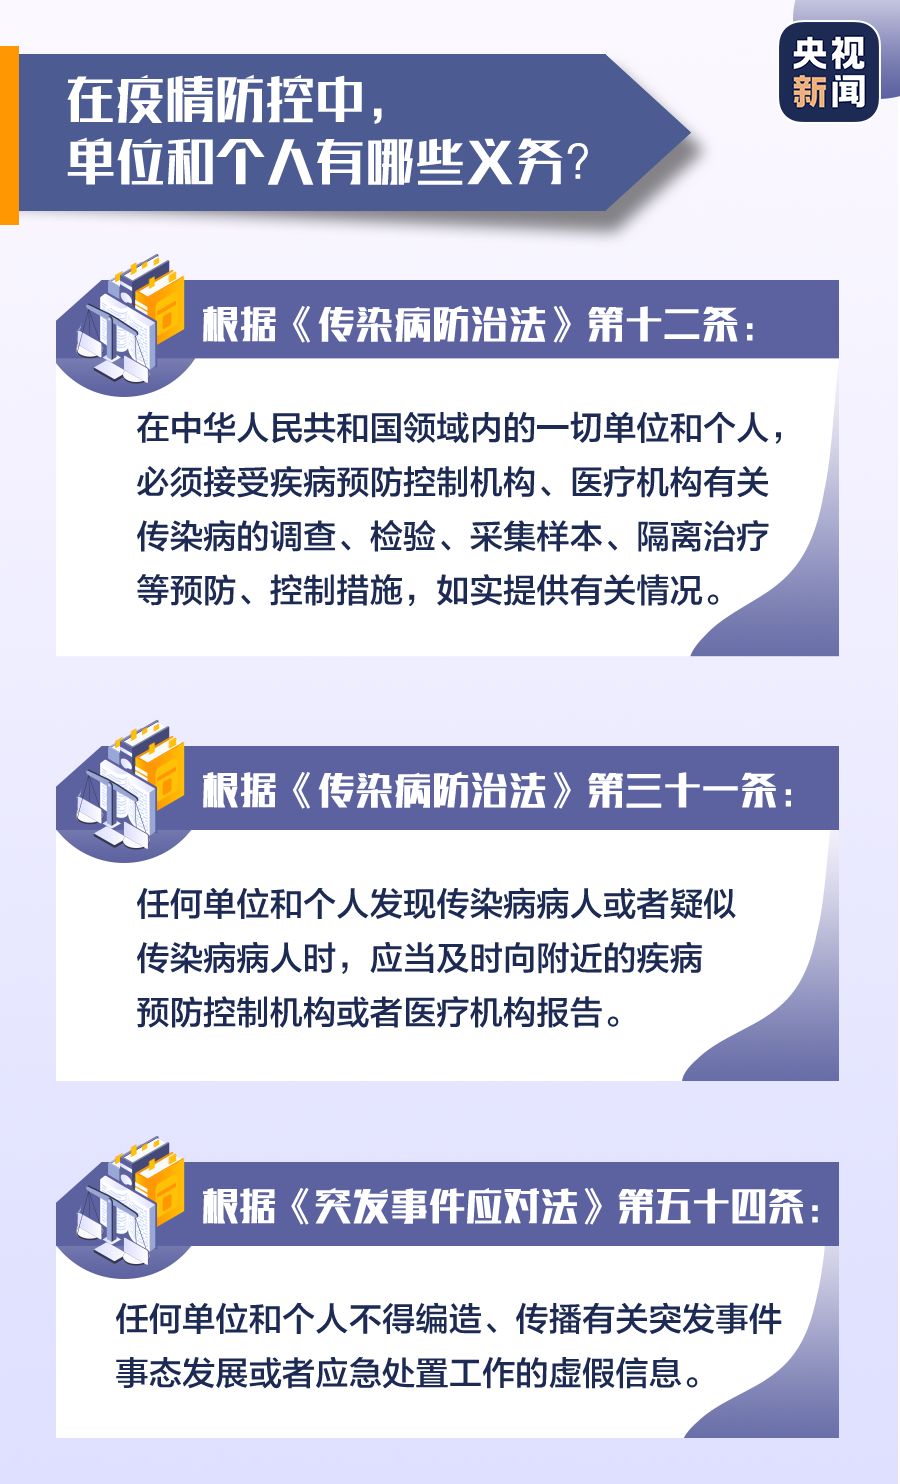 央视
新闻
在疫情防控中，
单位和个人有哪些义务？
根据《传染病防治法》第十二条：
在中华人民共和国领域内的一切单位和个人，
必须接受疾病预防控制机构、医疗机构有关
传染病的调查、检验、采集样本、隔离治疗
等预防、控制措施，如实提供有关情况。
根据《传染病防治法》第三十一条：
任何单位和个人发现传染病病人或者疑似
传染病病人时，应当及时向附近的疾病
预防控制机构或者医疗机构报告。
根据《突发事件应对法》第五十四条：
任何单位和个人不得编造、传播有关突发事件
事态发展或者应急处置工作的虚假信息。